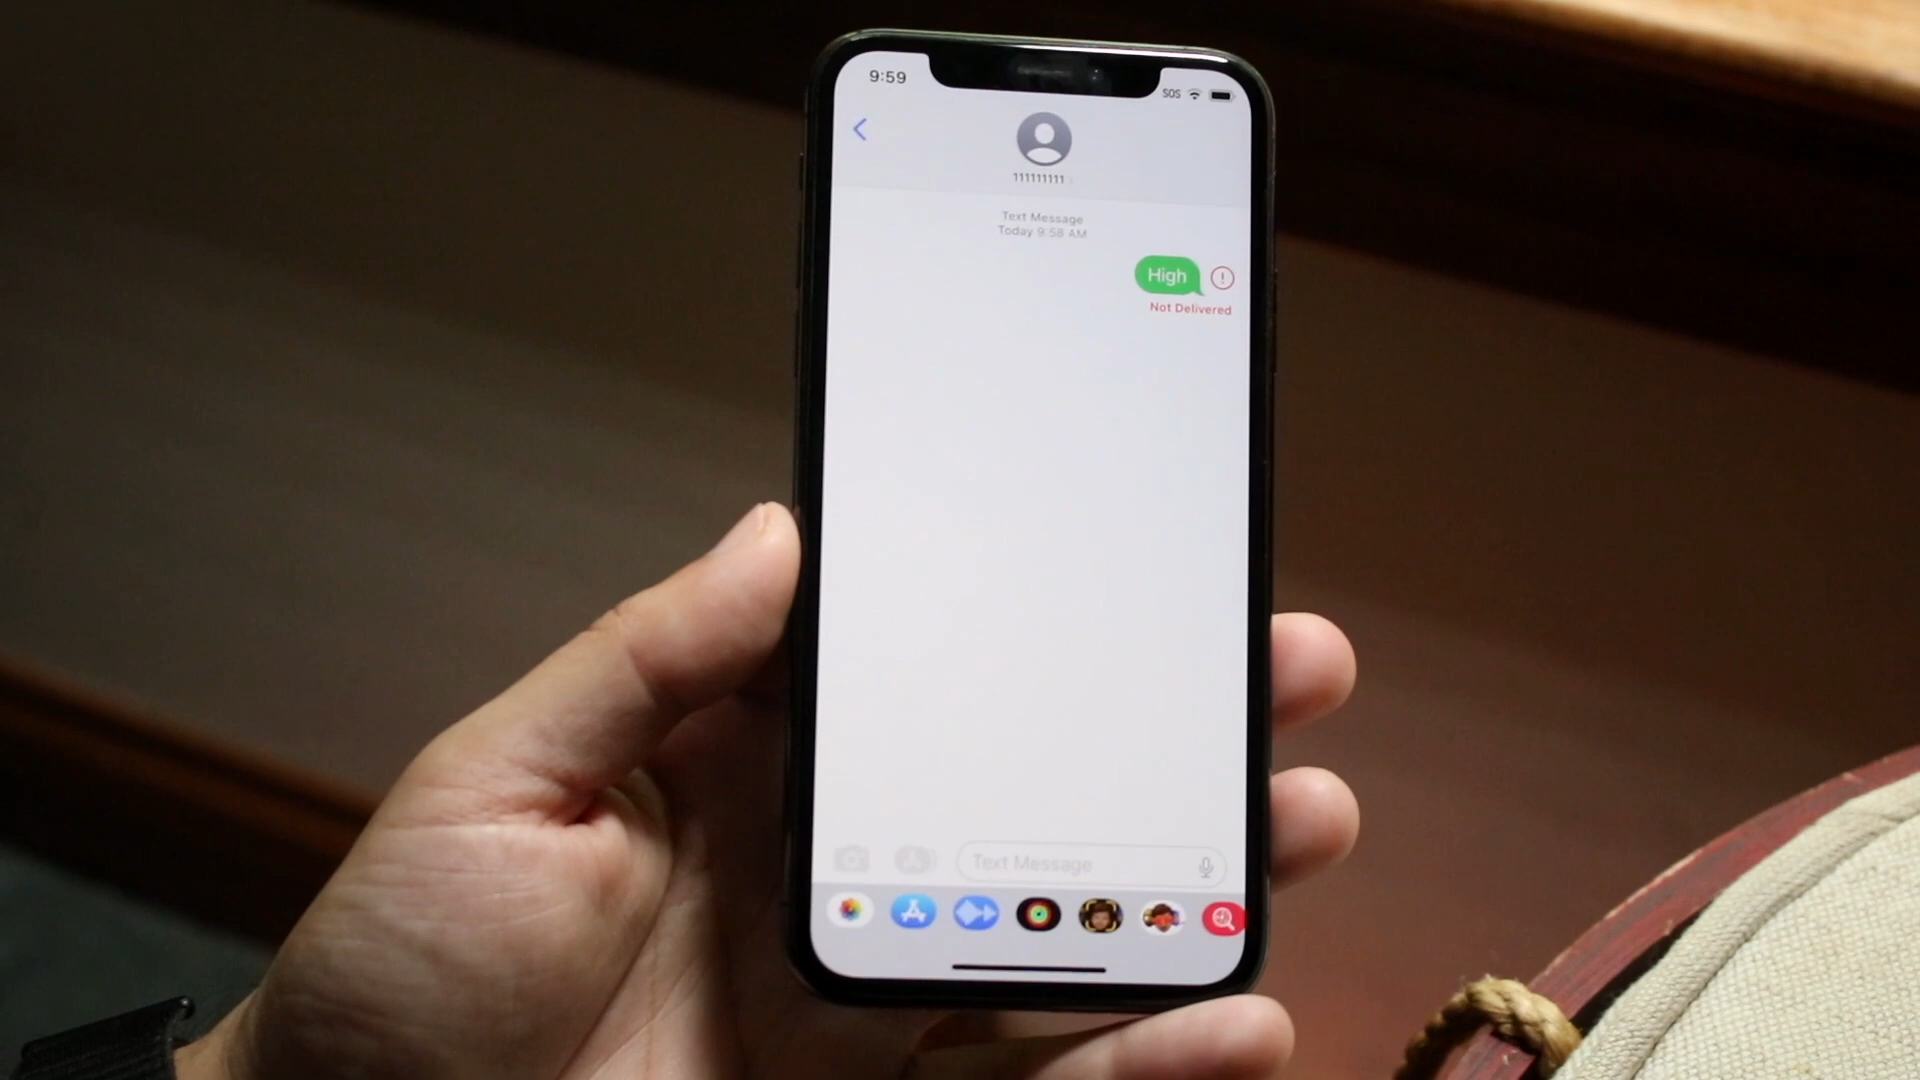 9:59
SOS
111111111
Text Message
Today 9:58 AM
High
Not Delivered
Text Message